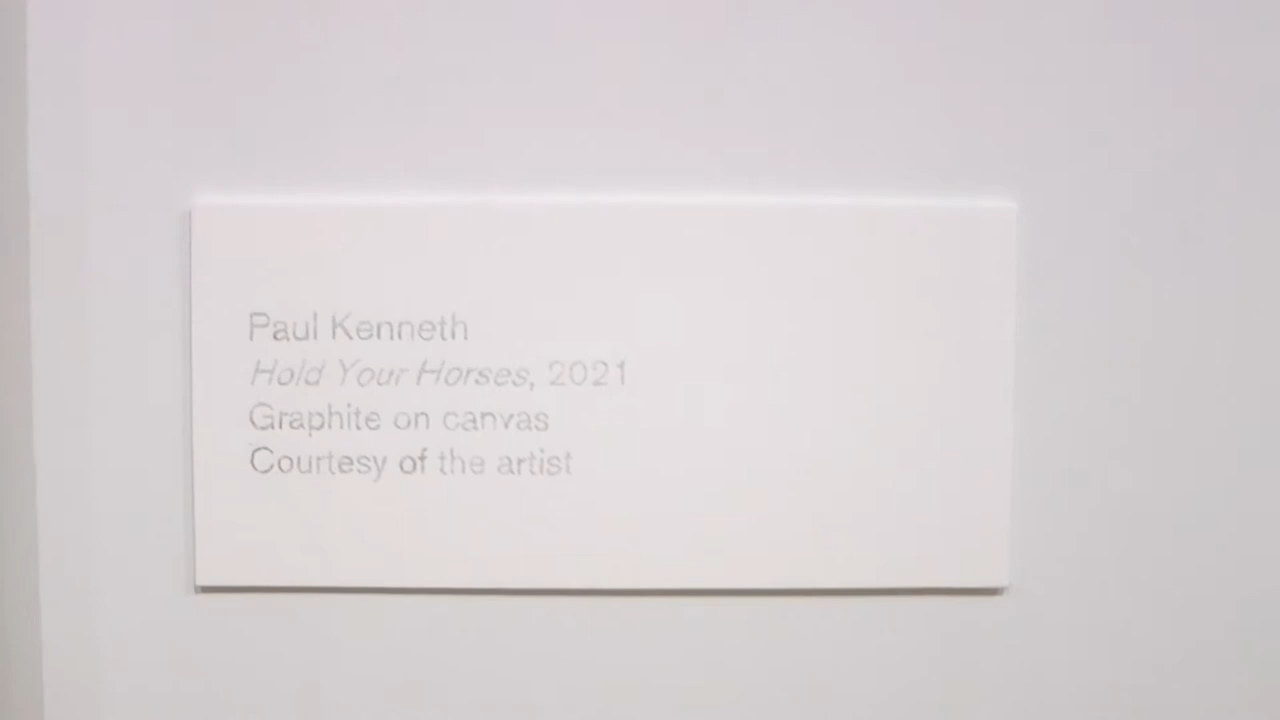 Paul Kenneth
Hold Your Horses, 2021
Graphite on canvas
Courtesy of the artist